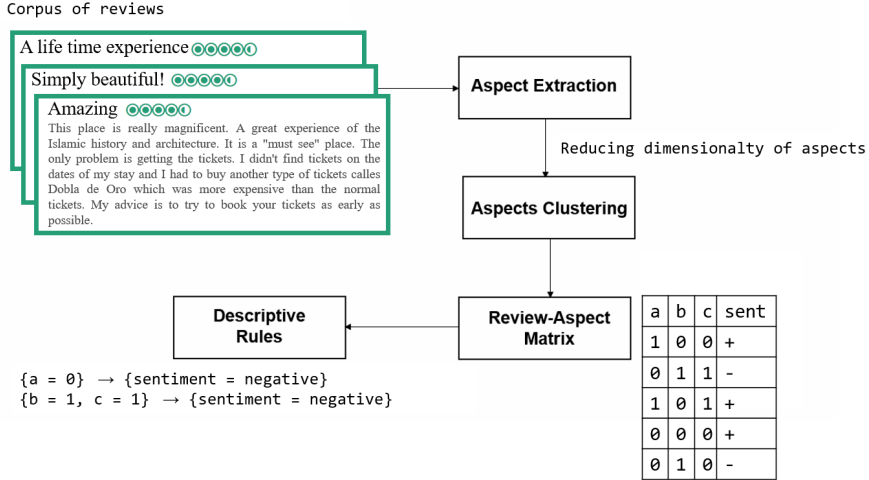 Corpus of reviews
A life time experience
Simply beautiful!
Amazing
This place is really magnificent. A great experience of the
Islamic history and architecture. It is a "must see" place. The
only problem is getting the tickets. I didn't find tickets on the
dates of my stay and I had to buy another type of tickets calles
Dobla de Oro which was more expensive than the normal
tickets. My advice is to try to book your tickets as early as
possible.
Aspect Extraction
Reducing dimensionalty of aspects
Aspects Clustering
Review-Aspect
Matrix
a b c sent
1 0 0 +
0 1 1 -
1 0 1 +
0 0 0 +
0 1 0 -
Descriptive
Rules
{a = 0} → {sentiment = negative}
{b = 1, c = 1} → {sentiment = negative}